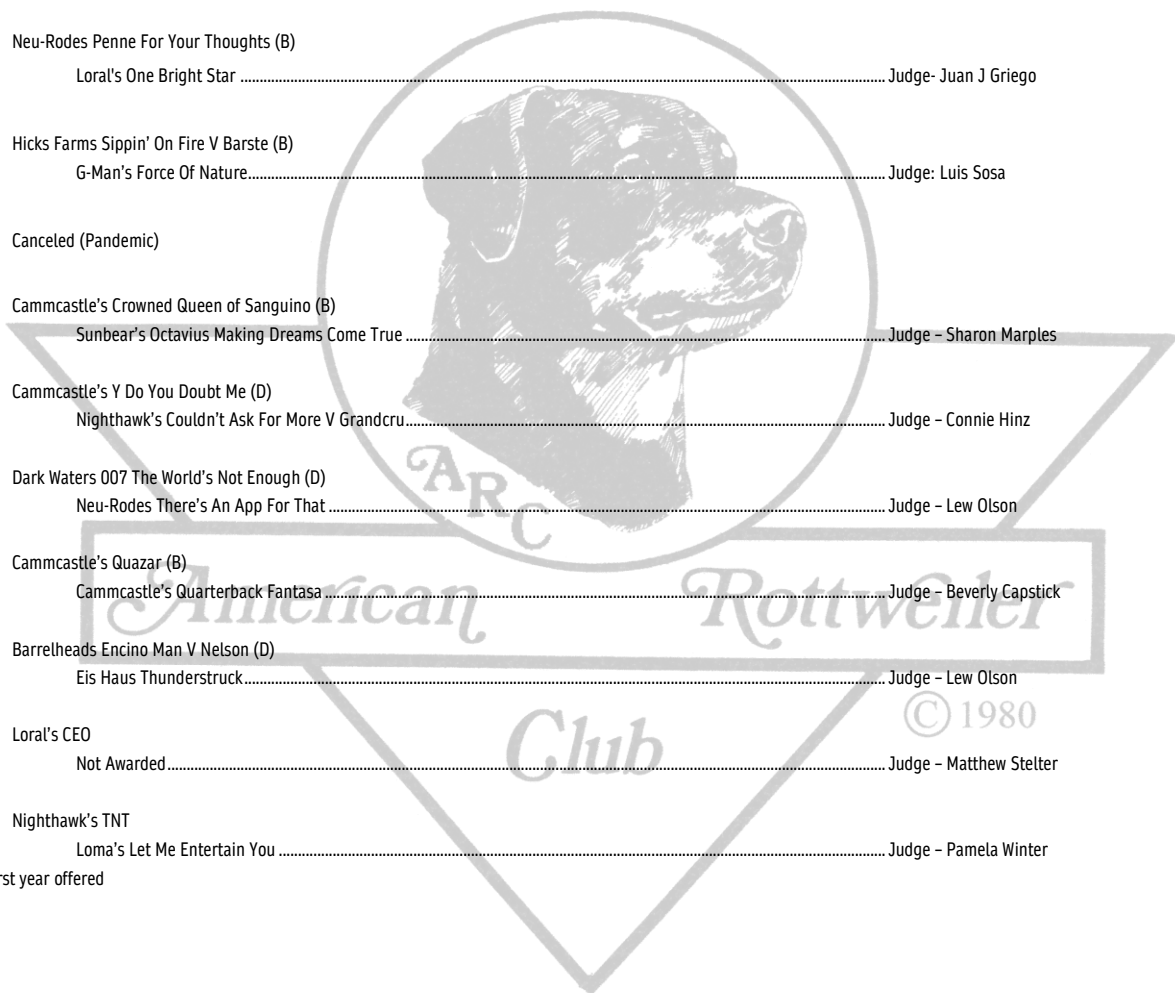 Neu-Rodes Penne For Your Thoughts (B)
Loral's One Bright Star ........ Judge- Juan J Griego
Hicks Farms Sippin’ On Fire V Barste (B)
G-Man’s Force Of Nature........ Judge: Luis Sosa
Canceled (Pandemic)
Cammcastle’s Crowned Queen of Sanguino (B)
Sunbear’s Octavius Making Dreams Come True ........ Judge – Sharon Marples
Cammcastle’s Y Do You Doubt Me (D)
Nighthawk’s Couldn’t Ask For More V Grandcru........ Judge – Connie Hinz
Dark Waters 007 The World’s Not Enough (D)
Neu-Rodes There’s An App For That ........ Judge – Lew Olson
Cammcastle’s Quazar (B)
Cammcastle’s Quarterback Fantasa ........ Judge – Beverly Capstick
Barrelheads Encino Man V Nelson (D)
Eis Haus Thunderstruck........ Judge – Lew Olson
Loral’s CEO
Not Awarded........ Judge – Matthew Stelter
Nighthawk’s TNT
Loma’s Let Me Entertain You ........ Judge – Pamela Winter
rst year offered
ARC
American Rottweiler
Club
© 1980